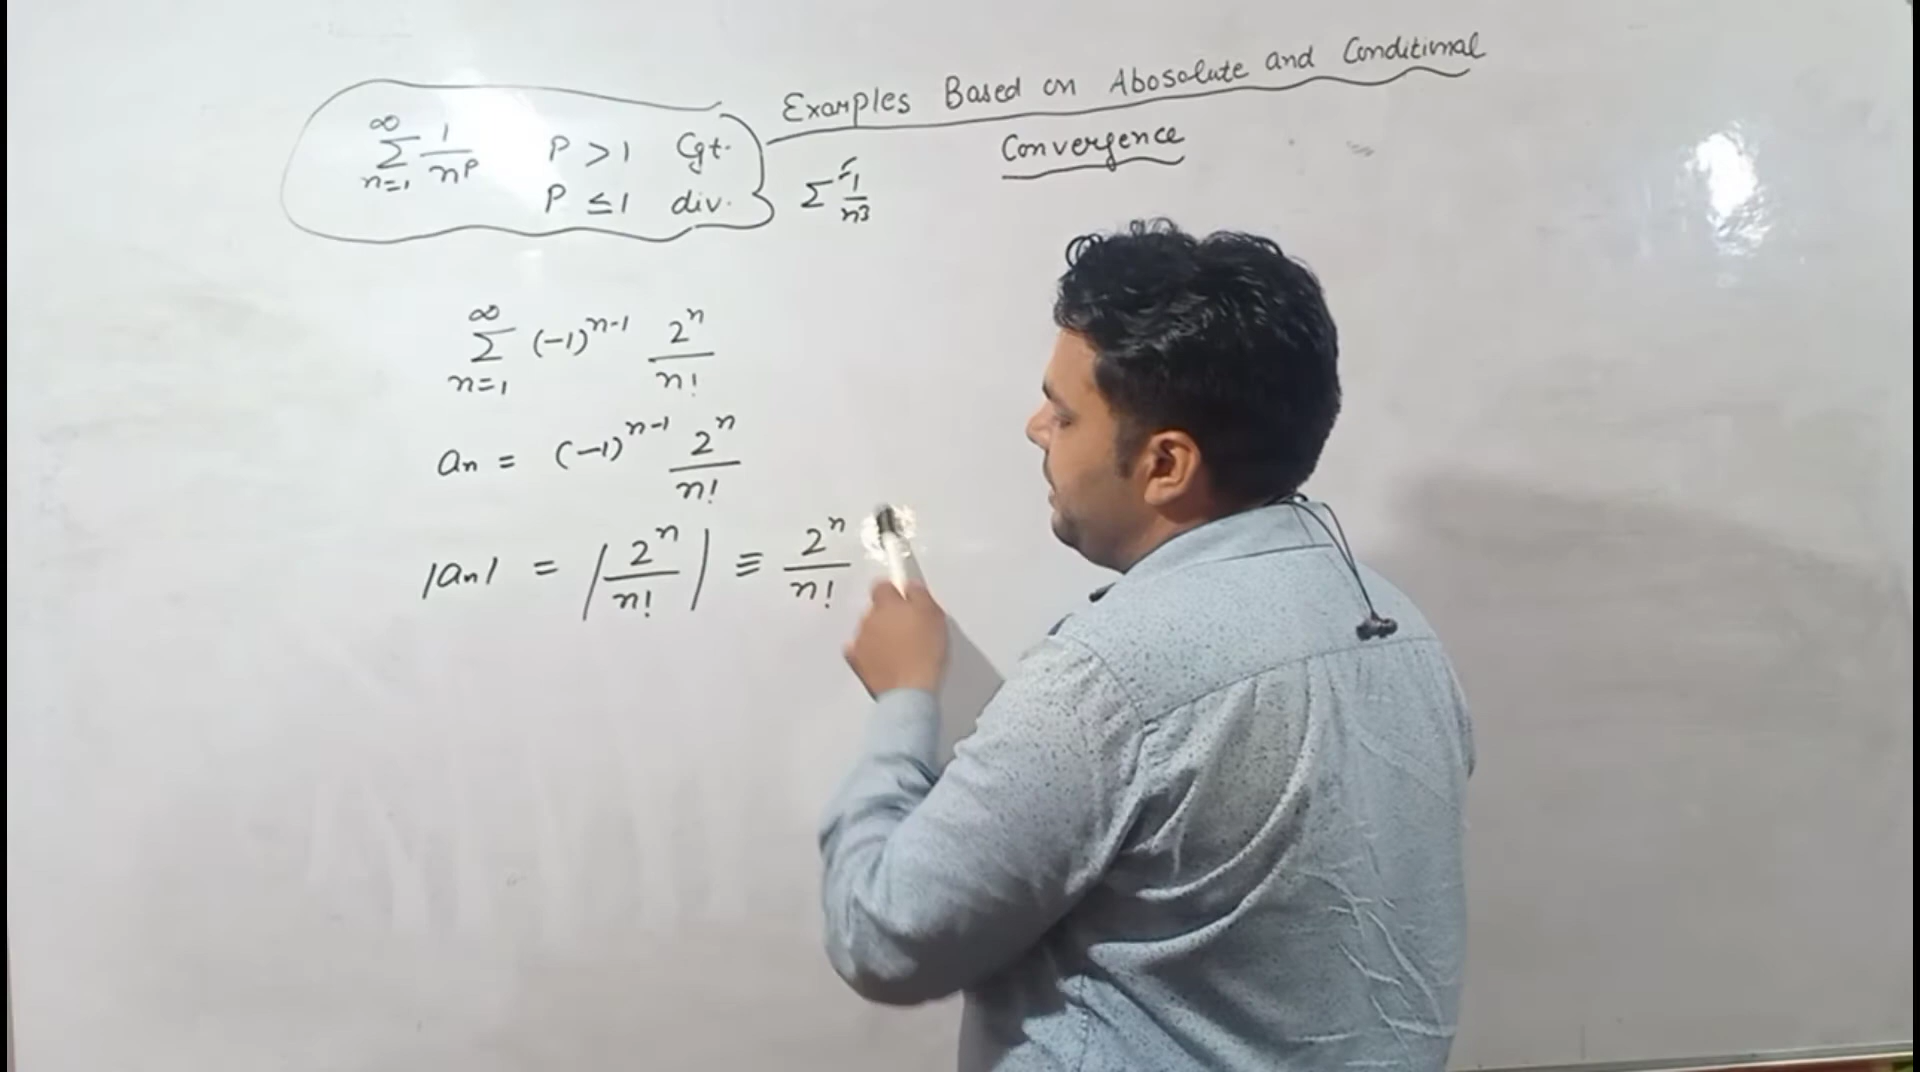 Examples Based on Abosolute and Conditional
Convergence
∞
Σ 1/n^p P > 1 Cgt.
n=1 P ≤ 1 div.
Σ 1/n³
∞
Σ (-1)^{n-1} 2^n/n!
n=1
an = (-1)^{n-1} 2^n/n!
|an| = |2^n/n!| ≡ 2^n/n!